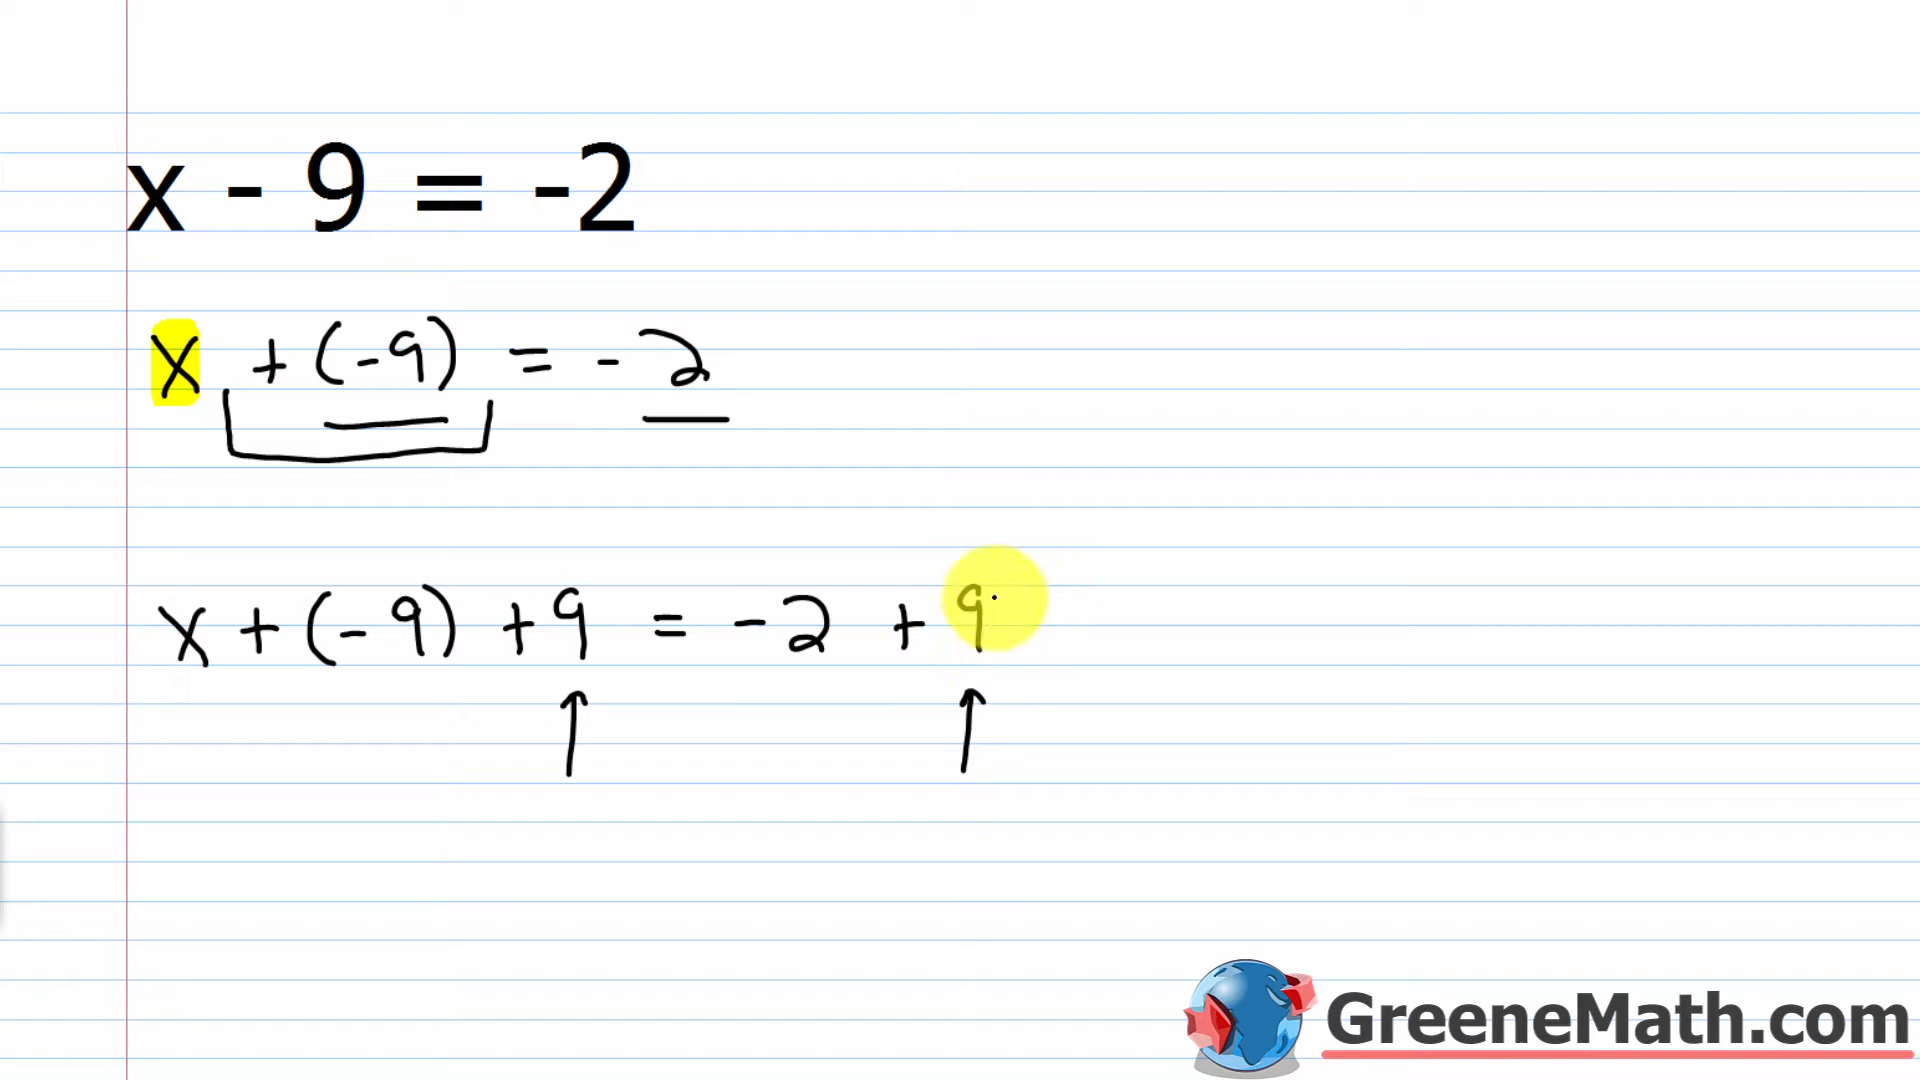 x - 9 = -2
x + (-9) = -2
x + (-9) + 9 = -2 + 9
GreeneMath.com